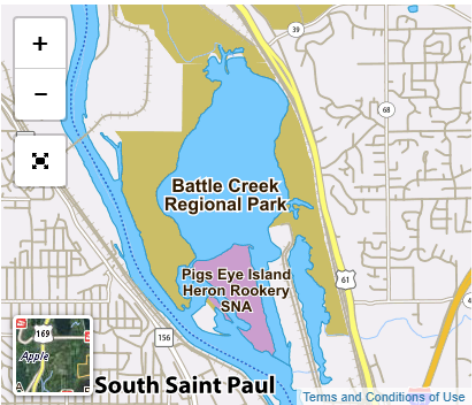 +
39
−
68
Battle Creek
Regional Park
Pigs Eye Island
Heron Rookery
SNA
61
4
169
Apple
156
South Saint Paul
Terms and Conditions of Use